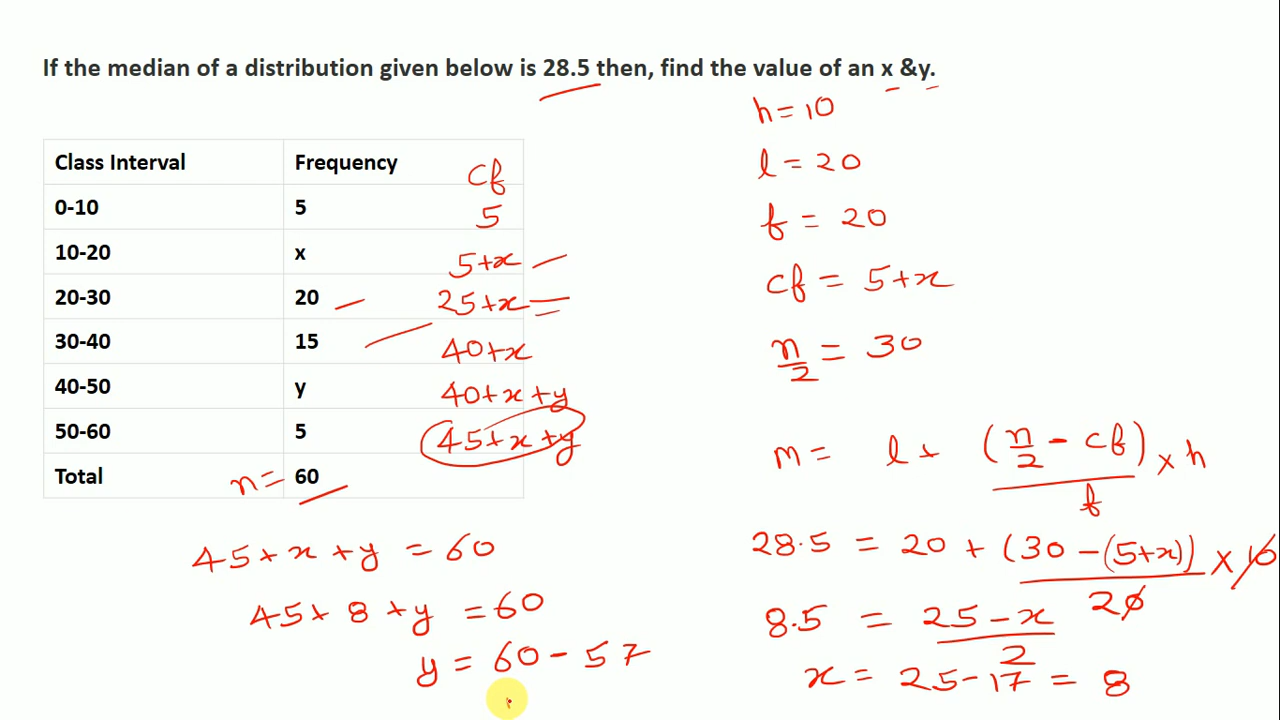 If the median of a distribution given below is 28.5 then, find the value of an x &y.
Class Interval Frequency cf
0-10 5 5
10-20 x 5+x
20-30 20 25+x
30-40 15 40+x
40-50 y 40+x+y
50-60 5 45+x+y
Total n= 60
45+x+y = 60
45+8+y = 60
y = 60-57
h=10
l=20
f=20
cf = 5+x
n/2 = 30
m= l+ (n/2 - cf)/f × h
28.5 = 20 + (30-(5+x))/20 × 10
8.5 = 25-x/2
x = 25-17 = 8